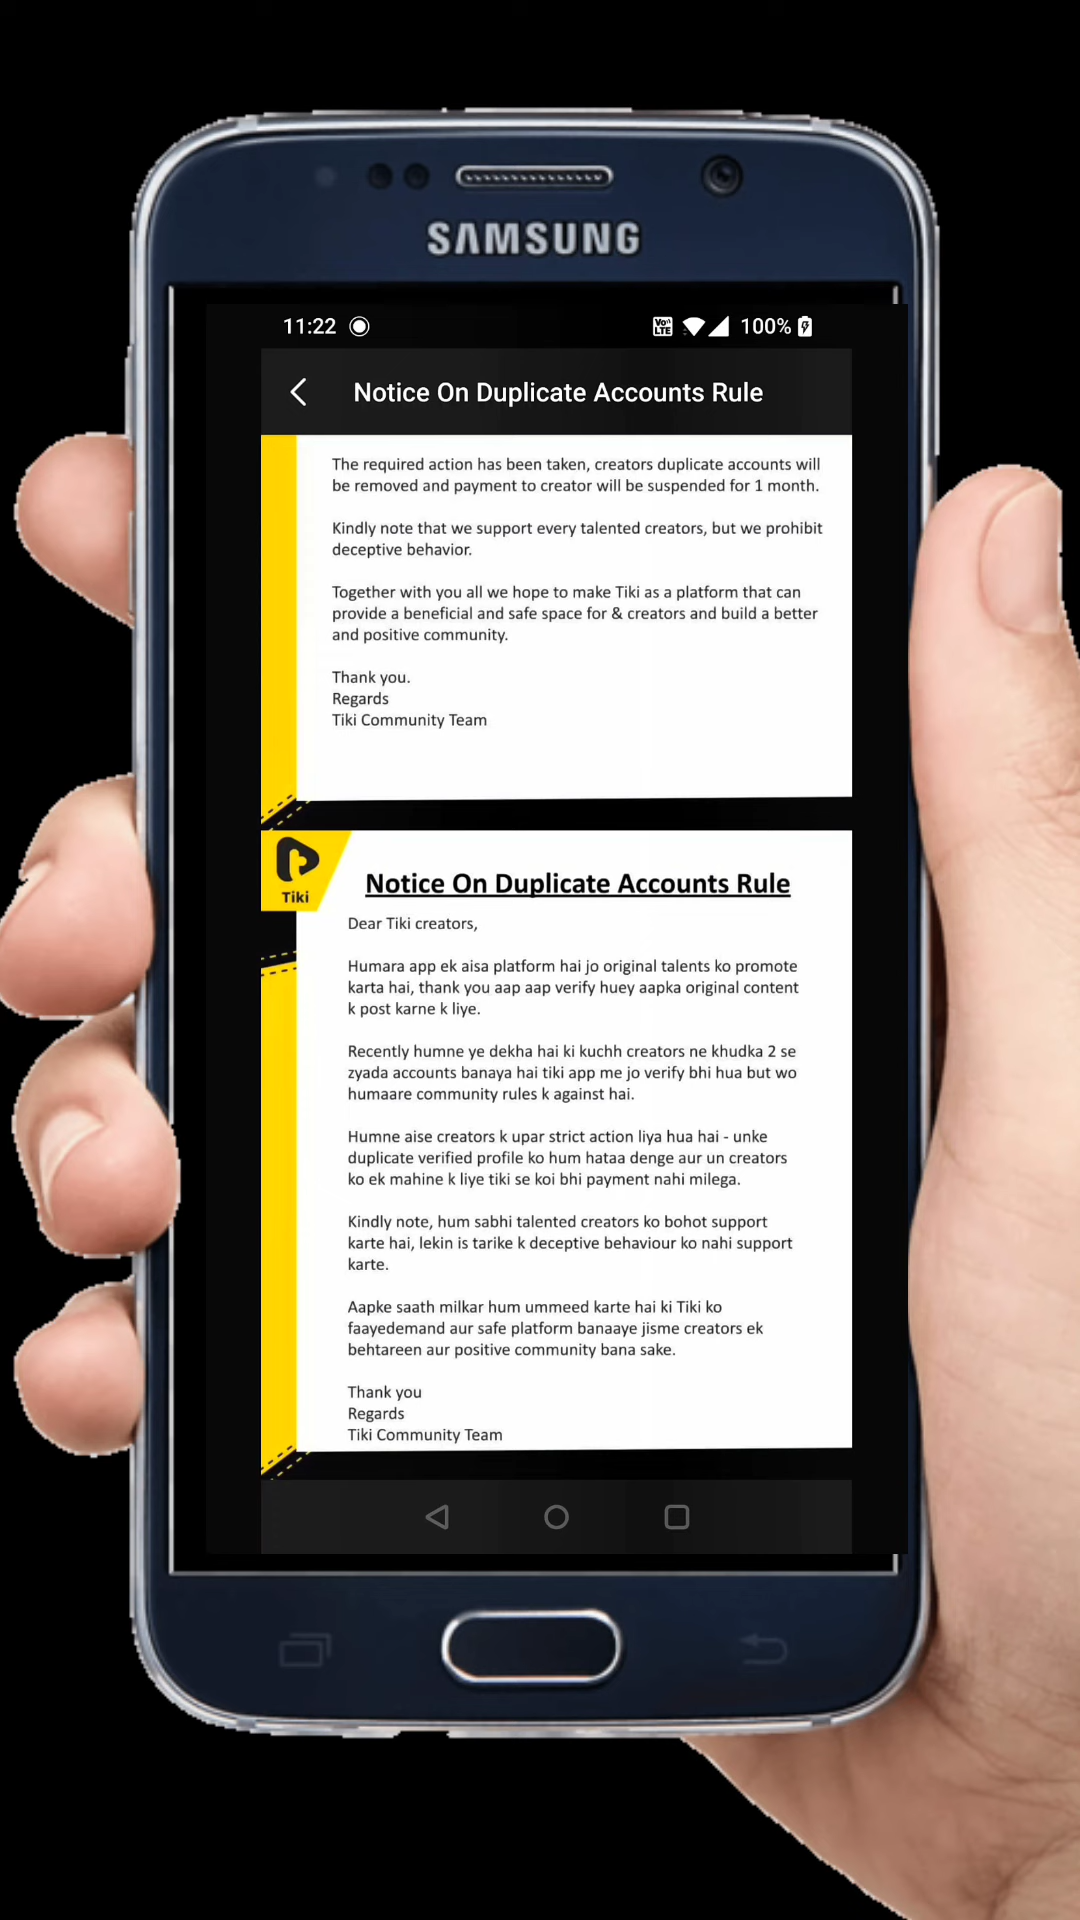 SAMSUNG
11:22
Vo)) LTE
100%
Notice On Duplicate Accounts Rule
The required action has been taken, creators duplicate accounts will
be removed and payment to creator will be suspended for 1 month.
Kindly note that we support every talented creators, but we prohibit
deceptive behavior.
Together with you all we hope to make Tiki as a platform that can
provide a beneficial and safe space for & creators and build a better
and positive community.
Thank you.
Regards
Tiki Community Team
Tiki
Notice On Duplicate Accounts Rule
Dear Tiki creators,
Humara app ek aisa platform hai jo original talents ko promote
karta hai, thank you aap aap verify huey aapka original content
k post karne k liye.
Recently humne ye dekha hai ki kuchh creators ne khudka 2 se
zyada accounts banaya hai tiki app me jo verify bhi hua but wo
humaare community rules k against hai.
Humne aise creators k upar strict action liya hua hai - unke
duplicate verified profile ko hum hataa denge aur un creators
ko ek mahine k liye tiki se koi bhi payment nahi milega.
Kindly note, hum sabhi talented creators ko bohot support
karte hai, lekin is tarike k deceptive behaviour ko nahi support
karte.
Aapke saath milkar hum ummeed karte hai ki Tiki ko
faayedemand aur safe platform banaaye jisme creators ek
behtareen aur positive community bana sake.
Thank you
Regards
Tiki Community Team